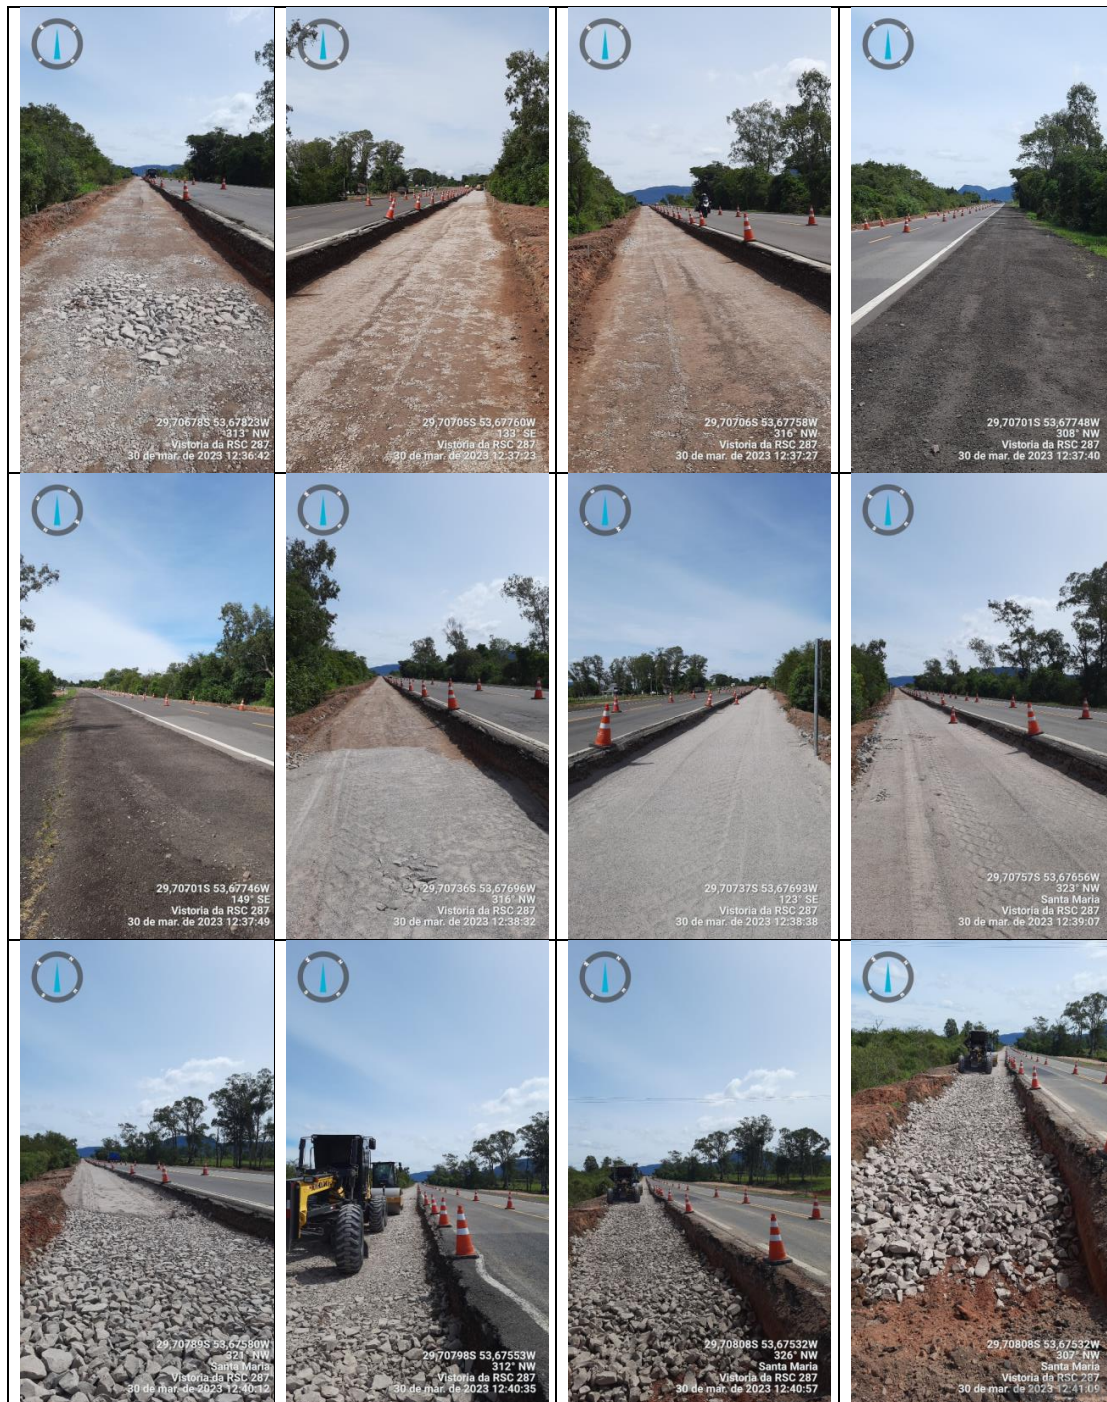 29,70678S 53,67823W
313° NW
Vistoria da RSC 287
30 de mar. de 2023 12:36:42
29,70705S 53,67760W
133° SE
Vistoria da RSC 287
30 de mar. de 2023 12:37:23
29,70706S 53,67758W
316° NW
Vistoria da RSC 287
30 de mar. de 2023 12:37:27
29,70701S 53,67748W
308° NW
Vistoria da RSC 287
30 de mar. de 2023 12:37:40
29,70701S 53,67746W
149° SE
Vistoria da RSC 287
30 de mar. de 2023 12:37:49
29,70736S 53,67696W
316° NW
Vistoria da RSC 287
30 de mar. de 2023 12:38:32
29,70737S 53,67693W
123° SE
Vistoria da RSC 287
30 de mar. de 2023 12:38:38
29,70757S 53,67656W
323° NW
Santa Maria
Vistoria da RSC 287
30 de mar. de 2023 12:39:07
29,70789S 53,67580W
321° NW
Santa Maria
Vistoria da RSC 287
30 de mar. de 2023 12:40:12
29,70798S 53,67553W
312° NW
Vistoria da RSC 287
30 de mar. de 2023 12:40:35
29,70808S 53,67532W
326° NW
Santa Maria
Vistoria da RSC 287
30 de mar. de 2023 12:40:57
29,70808S 53,67532W
307° NW
Santa Maria
Vistoria da RSC 287
30 de mar. de 2023 12:41:09